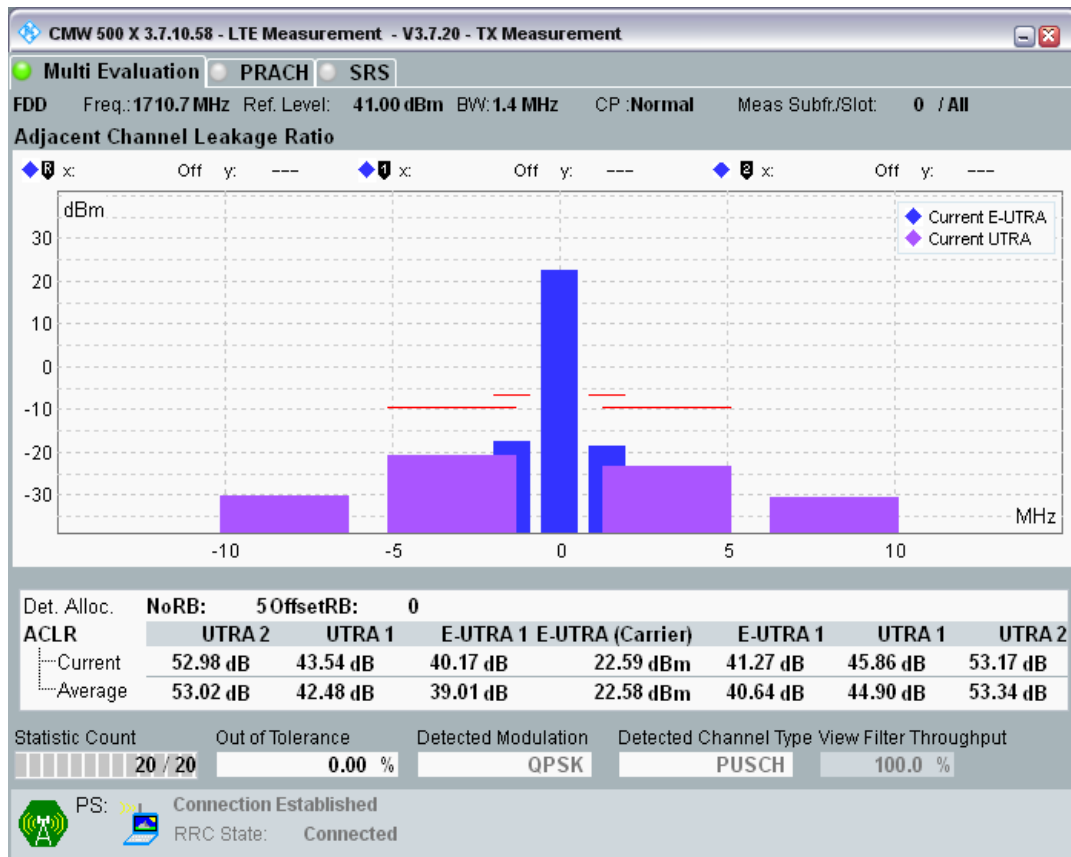 CMW 500 X 3.7.10.58 - LTE Measurement - V3.7.20 - TX Measurement
Multi Evaluation PRACH SRS
FDD Freq.: 1710.7 MHz Ref. Level: 41.00 dBm BW: 1.4 MHz CP : Normal Meas Subfr./Slot: 0 / All
Adjacent Channel Leakage Ratio
R x: Off y: --- 1 x: Off y: --- 2 x: Off y: ---
dBm
Current E-UTRA
Current UTRA
30
20
10
0
-10
-20
-30
MHz
-10 -5 0 5 10
Det. Alloc. NoRB: 5 OffsetRB: 0
ACLR UTRA 2 UTRA 1 E-UTRA 1 E-UTRA (Carrier) E-UTRA 1 UTRA 1 UTRA 2
Current 52.98 dB 43.54 dB 40.17 dB 22.59 dBm 41.27 dB 45.86 dB 53.17 dB
Average 53.02 dB 42.48 dB 39.01 dB 22.58 dBm 40.64 dB 44.90 dB 53.34 dB
Statistic Count Out of Tolerance Detected Modulation Detected Channel Type View Filter Throughput
20 / 20 0.00 % QPSK PUSCH 100.0 %
PS: Connection Established
RRC State: Connected